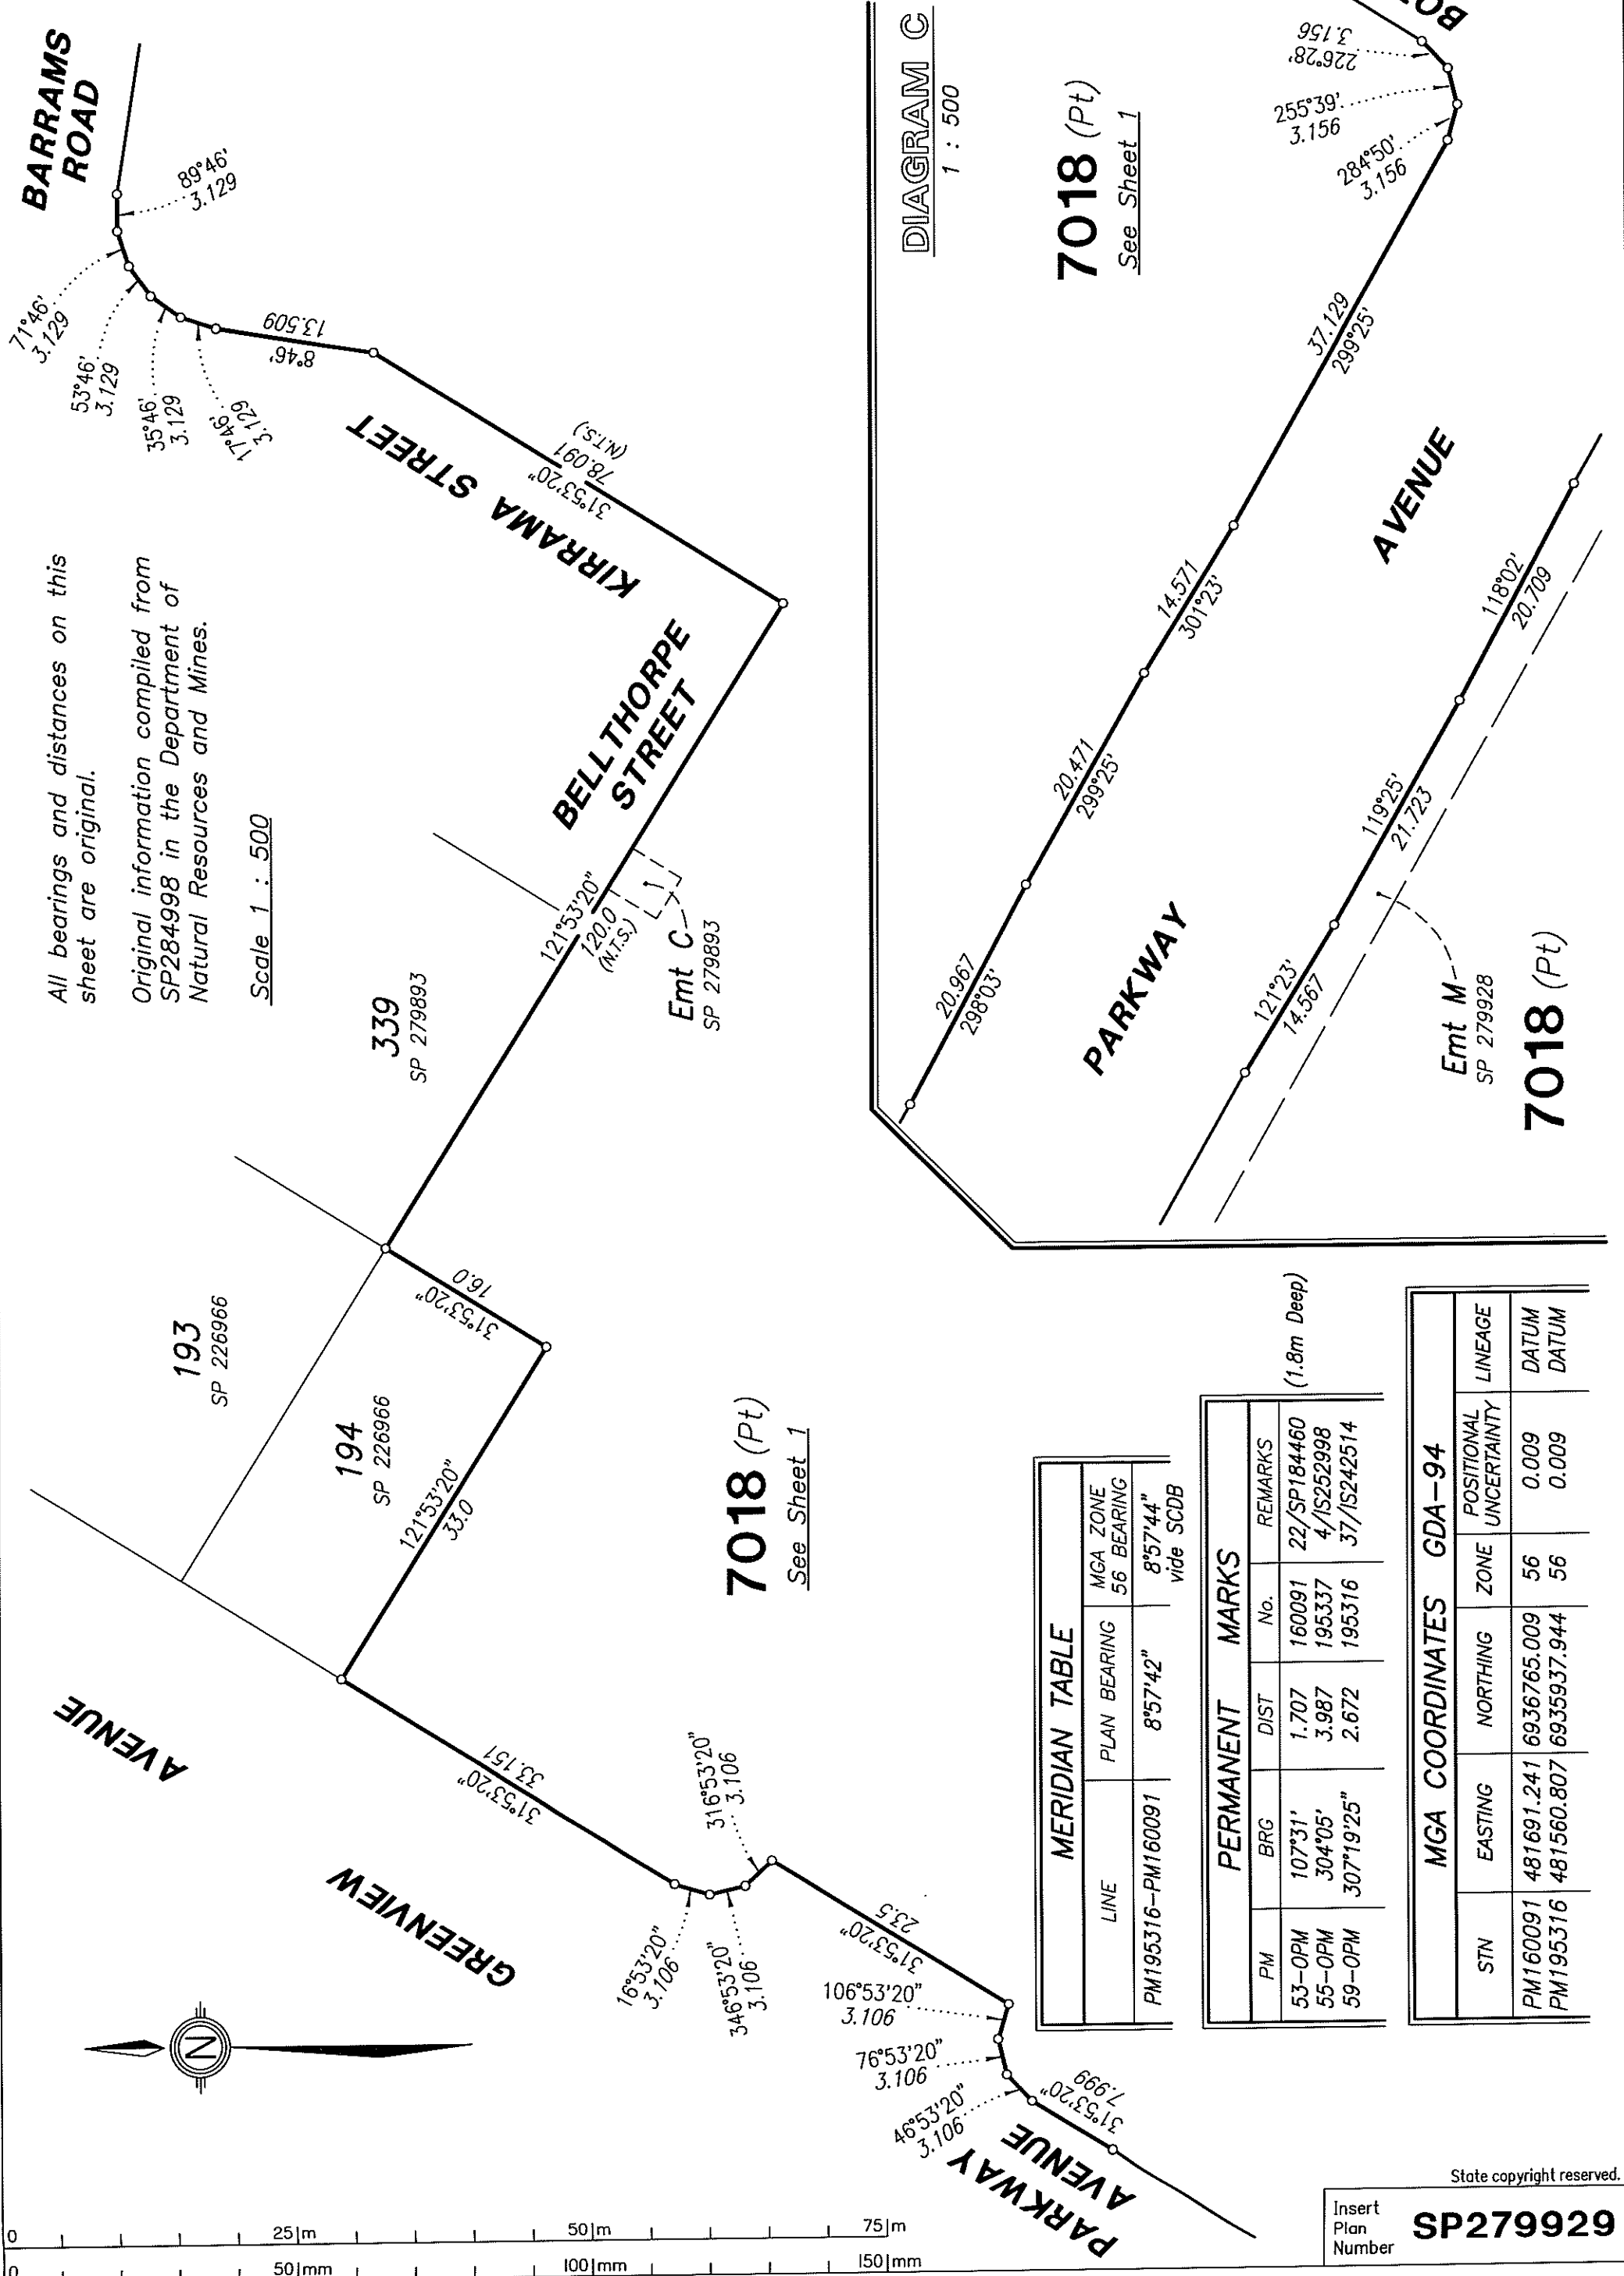 All bearings and distances on this
sheet are original.
Original information compiled from
SP284998 in the Department of
Natural Resources and Mines.
Scale 1 : 500
BARRAMS
ROAD
89°46'
3.129
71°46'
3.129
53°46'
3.129
35°46'
3.129
17°46'
3.129
8°46'
13.509
KIRRAMA STREET
31°53'20"
78.091
(N.T.S.)
BELLTHORPE
STREET
121°53'20"
120.0
(N.T.S.)
Emt C
SP 279893
339
SP 279893
193
SP 226966
194
SP 226966
31°53'20"
16.0
121°53'20"
33.0
7018 (Pt)
See Sheet 1
GREENVIEW AVENUE
31°53'20"
33.151
16°53'20"
3.106
346°53'20"
3.106
316°53'20"
3.106
31°53'20"
23.5
106°53'20"
3.106
76°53'20"
3.106
46°53'20"
3.106
31°53'20"
7.999
PARKWAY
AVENUE
N
DIAGRAM C
1 : 500
7018 (Pt)
See Sheet 1
226°28'
3.156
255°39'
3.156
284°50'
3.156
37.129
299°25'
14.571
301°23'
20.471
299°25'
20.967
298°03'
PARKWAY AVENUE
118°02'
20.709
119°25'
21.723
121°23'
14.567
Emt M
SP 279928
7018 (Pt)
MERIDIAN TABLE
LINE PLAN BEARING MGA ZONE 56 BEARING
PM195316-PM160091 8°57'42" 8°57'44"
vide SCDB
PERMANENT MARKS
PM BRG DIST No. REMARKS
53-OPM 107°31' 1.707 160091 22/SP184460 (1.8m Deep)
55-OPM 304°05' 3.987 195337 4/IS252998
59-OPM 307°19'25" 2.672 195316 37/IS242514
MGA COORDINATES GDA-94
STN EASTING NORTHING ZONE POSITIONAL UNCERTAINTY LINEAGE
PM160091 481691.241 6936765.009 56 0.009 DATUM
PM195316 481560.807 6935937.944 56 0.009 DATUM
0 25 m 50 m 75 m
0 50 mm 100 mm 150 mm
State copyright reserved.
Insert
Plan
Number
SP279929